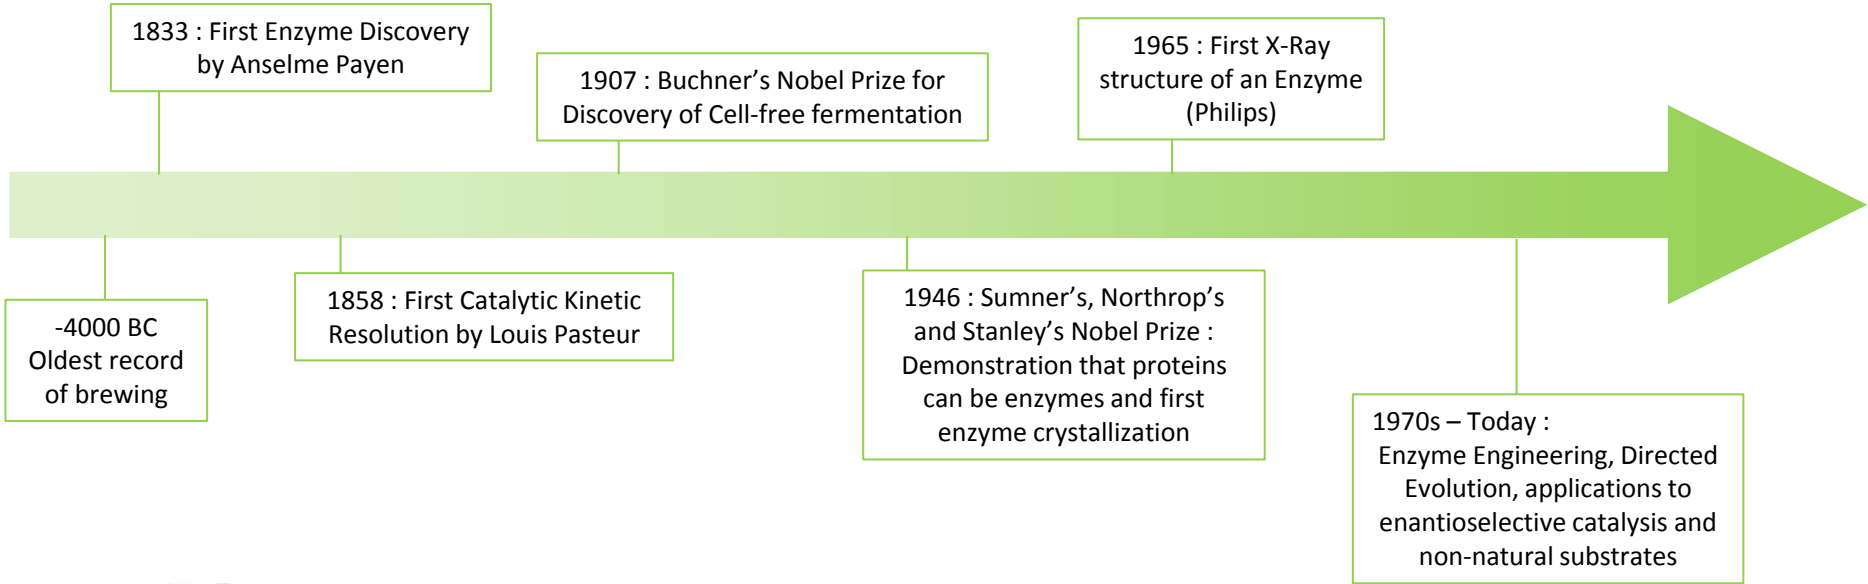 1833 : First Enzyme Discovery
by Anselme Payen
1907 : Buchner’s Nobel Prize for
Discovery of Cell-free fermentation
1965 : First X-Ray
structure of an Enzyme
(Philips)
-4000 BC
Oldest record
of brewing
1858 : First Catalytic Kinetic
Resolution by Louis Pasteur
1946 : Sumner’s, Northrop’s
and Stanley’s Nobel Prize :
Demonstration that proteins
can be enzymes and first
enzyme crystallization
1970s – Today :
Enzyme Engineering, Directed
Evolution, applications to
enantioselective catalysis and
non-natural substrates